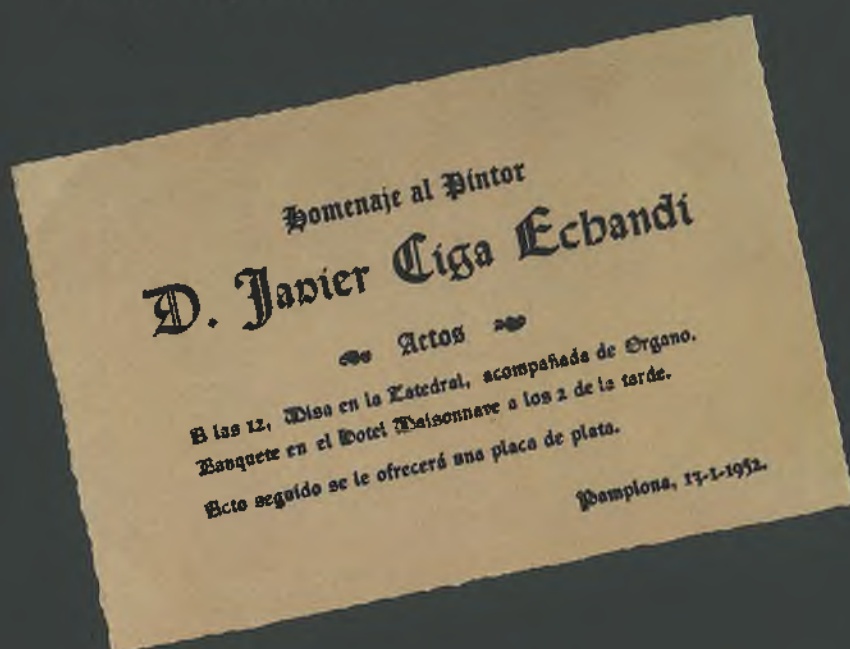 Homenaje al Pintor
D. Javier Ciga Echandi
Actos
A las 12, Misa en la Catedral, acompañada de Organo.
Banquete en el Hotel Maisonnave a las 2 de la tarde.
Acto seguido se le ofrecerá una placa de plata.
Pamplona, 13-1-1952.